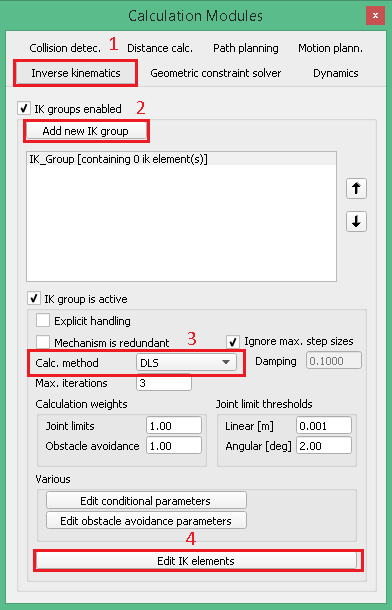 Calculation Modules
x
Collision detec. 1 Distance calc. Path planning Motion plann.
Inverse kinematics Geometric constraint solver Dynamics
IK groups enabled
2
Add new IK group
IK_Group [containing 0 ik element(s)]
IK group is active
Explicit handling
Mechanism is redundant 3 Ignore max. step sizes
Calc. method DLS Damping 0.1000
Max. iterations 3
Calculation weights Joint limit thresholds
Joint limits 1.00 Linear [m] 0.001
Obstacle avoidance 1.00 Angular [deg] 2.00
Various
Edit conditional parameters
Edit obstacle avoidance parameters
4
Edit IK elements